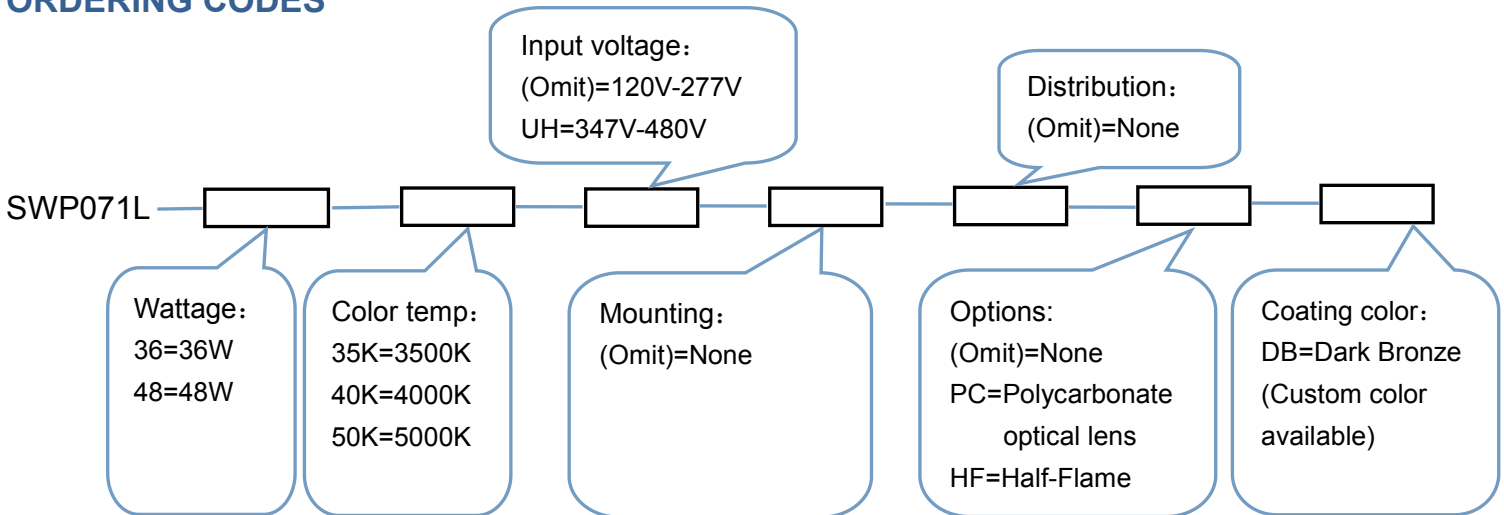 ORDERING CODES
Input voltage：
(Omit)=120V-277V
UH=347V-480V
Distribution：
(Omit)=None
SWP071L
Wattage：
36=36W
48=48W
Color temp：
35K=3500K
40K=4000K
50K=5000K
Mounting：
(Omit)=None
Options:
(Omit)=None
PC=Polycarbonate
optical lens
HF=Half-Flame
Coating color：
DB=Dark Bronze
(Custom color
available)